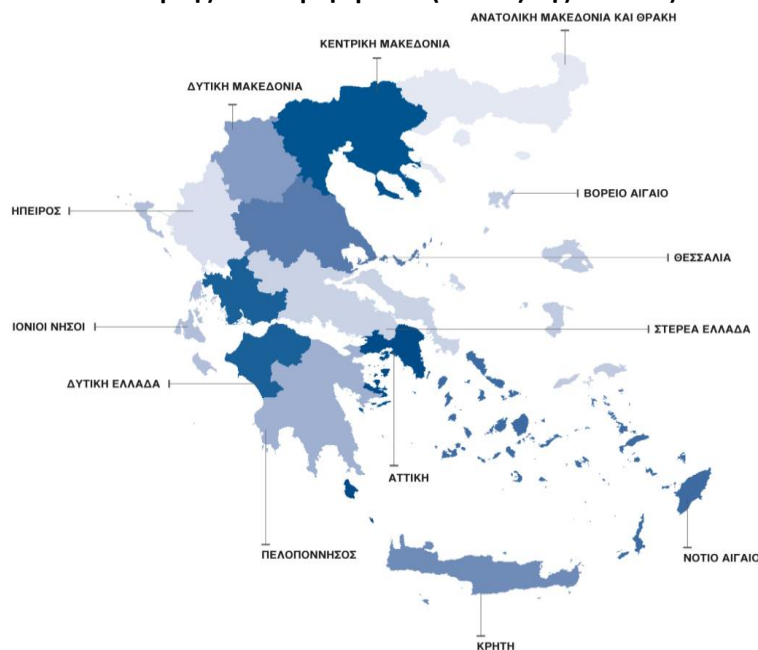 ΑΝΑΤΟΛΙΚΗ ΜΑΚΕΔΟΝΙΑ ΚΑΙ ΘΡΑΚΗ
ΚΕΝΤΡΙΚΗ ΜΑΚΕΔΟΝΙΑ
ΔΥΤΙΚΗ ΜΑΚΕΔΟΝΙΑ
ΒΟΡΕΙΟ ΑΙΓΑΙΟ
ΗΠΕΙΡΟΣ
ΘΕΣΣΑΛΙΑ
ΙΟΝΙΟΙ ΝΗΣΟΙ
ΣΤΕΡΕΑ ΕΛΛΑΔΑ
ΔΥΤΙΚΗ ΕΛΛΑΔΑ
ΑΤΤΙΚΗ
ΠΕΛΟΠΟΝΝΗΣΟΣ
ΝΟΤΙΟ ΑΙΓΑΙΟ
ΚΡΗΤΗ